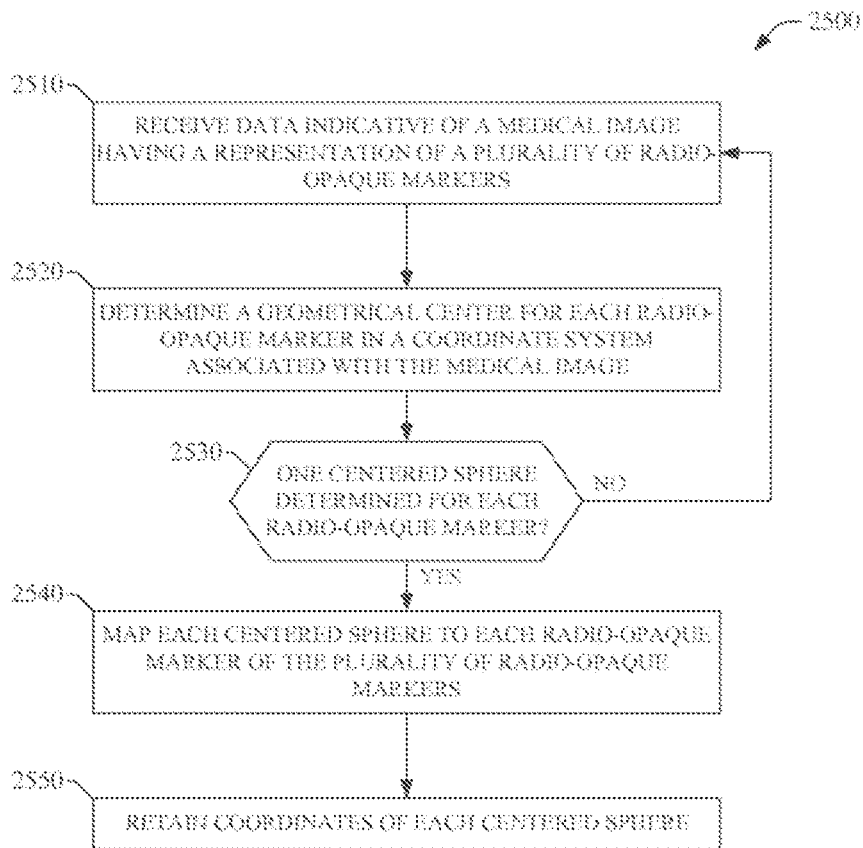 2500
2510
RECEIVE DATA INDICATIVE OF A MEDICAL IMAGE
HAVING A REPRESENTATION OF A PLURALITY OF RADIO-
OPAQUE MARKERS
2520
DETERMINE A GEOMETRICAL CENTER FOR EACH RADIO-
OPAQUE MARKER IN A COORDINATE SYSTEM
ASSOCIATED WITH THE MEDICAL IMAGE
2530
ONE CENTERED SPHERE
DETERMINED FOR EACH
RADIO-OPAQUE MARKER?
NO
YES
2540
MAP EACH CENTERED SPHERE TO EACH RADIO-OPAQUE
MARKER OF THE PLURALITY OF RADIO-OPAQUE
MARKERS
2550
RETAIN COORDINATES OF EACH CENTERED SPHERE